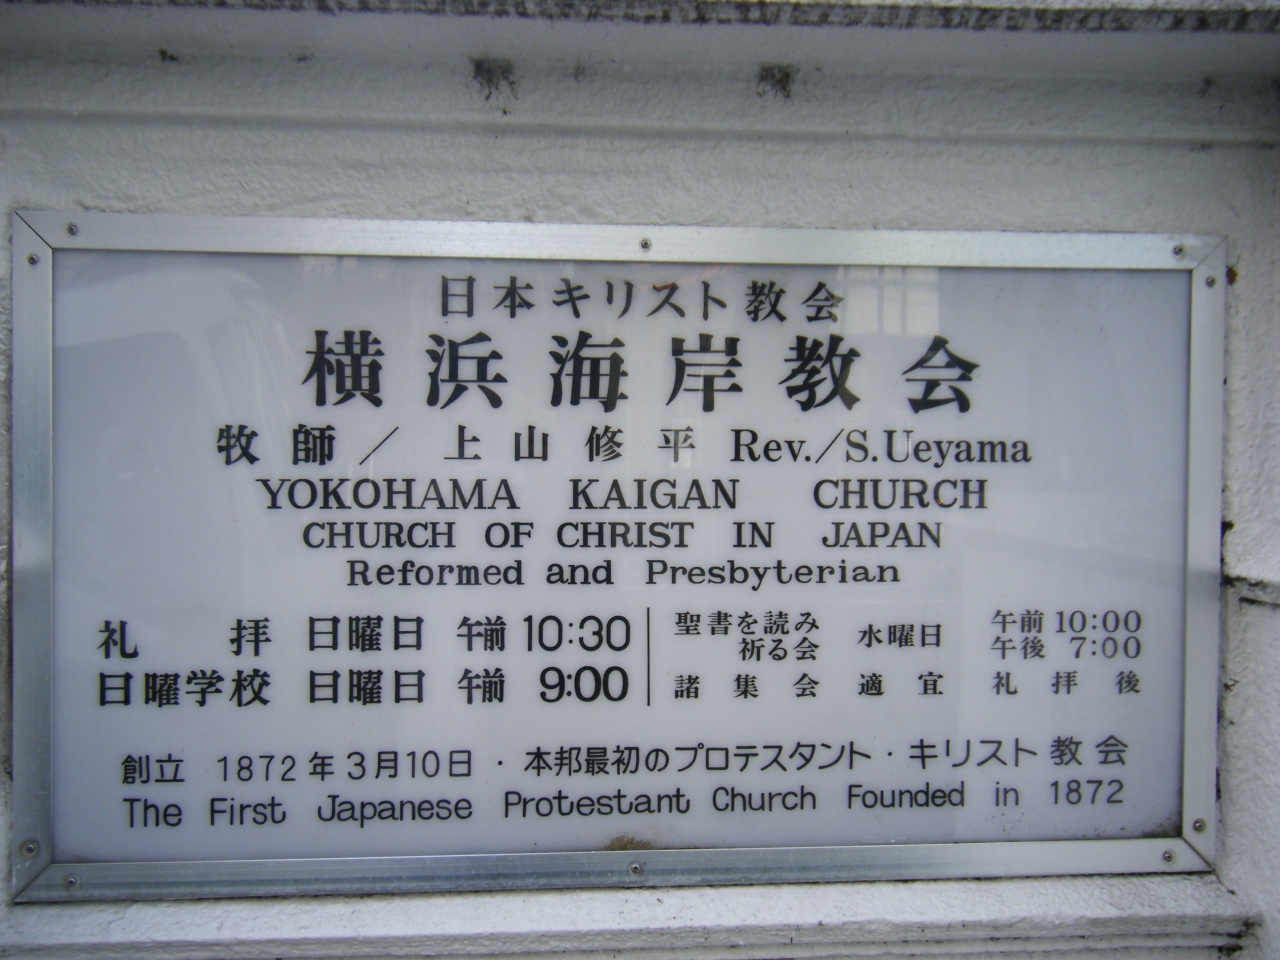 日本キリスト教会
横浜海岸教会
牧師／上山修平 Rev./S.Ueyama
YOKOHAMA KAIGAN CHURCH
CHURCH OF CHRIST IN JAPAN
Reformed and Presbyterian
礼拝 日曜日 午前 10:30
日曜学校 日曜日 午前 9:00
聖書を読み 祈る会 水曜日 午前 10:00
午後 7:00
諸集会 適宜 礼拝後
創立 1872年3月10日・本邦最初のプロテスタント・キリスト教会
The First Japanese Protestant Church Founded in 1872